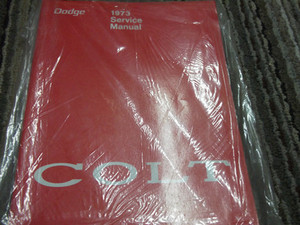 Dodge
1973
Service
Manual
COLT